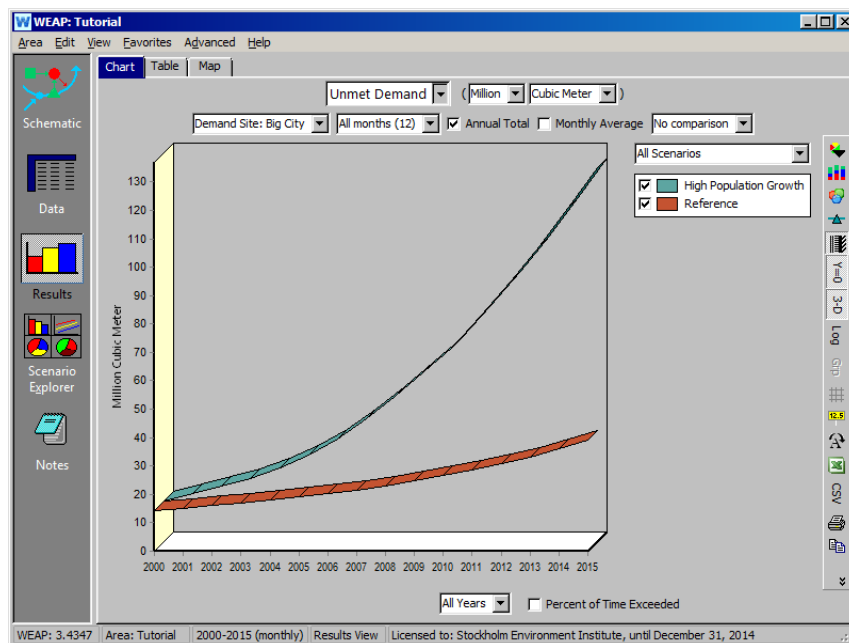 WEAP: Tutorial
Area Edit View Favorites Advanced Help
Chart Table Map
Unmet Demand ( Million Cubic Meter )
Demand Site: Big City All months (12) Annual Total Monthly Average No comparison
All Scenarios
High Population Growth
Reference
Schematic
Data
Results
Scenario
Explorer
Notes
Million Cubic Meter
130
120
110
100
90
80
70
60
50
40
30
20
10
0
2000 2001 2002 2003 2004 2005 2006 2007 2008 2009 2010 2011 2012 2013 2014 2015
Y=0
3-D
Log
Grp
12.5
A
CSV
All Years Percent of Time Exceeded
WEAP: 3.4347 Area: Tutorial 2000-2015 (monthly) Results View Licensed to: Stockholm Environment Institute, until December 31, 2014